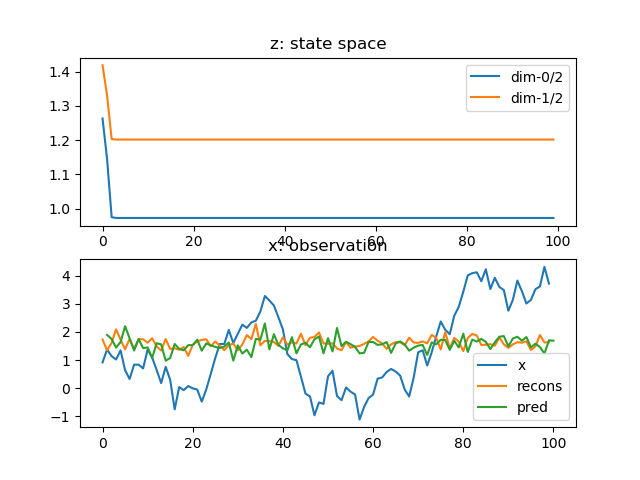 z: state space
1.4
1.3
1.2
1.1
1.0
dim-0/2
dim-1/2
0 20 40 60 80 100
x: observation
4
3
2
1
0
−1
x
recons
pred
0 20 40 60 80 100